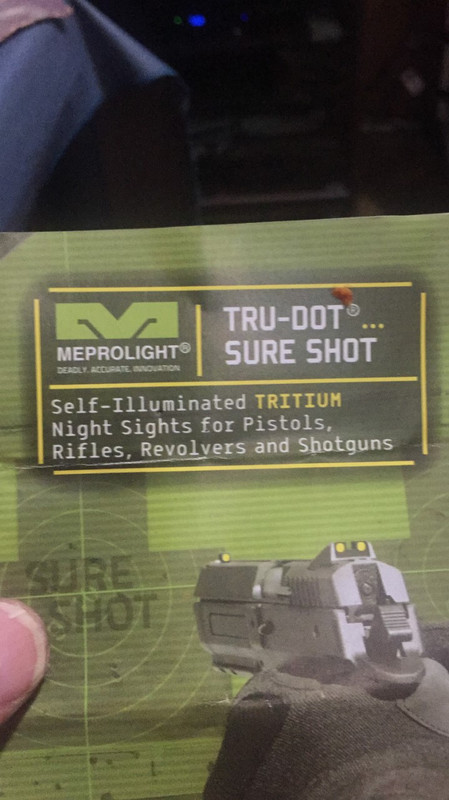 MEPROLIGHT®
DEADLY. ACCURATE. INNOVATION
TRU-DOT®...
SURE SHOT
Self-Illuminated TRITIUM
Night Sights for Pistols,
Rifles, Revolvers and Shotguns
SURE
SHOT